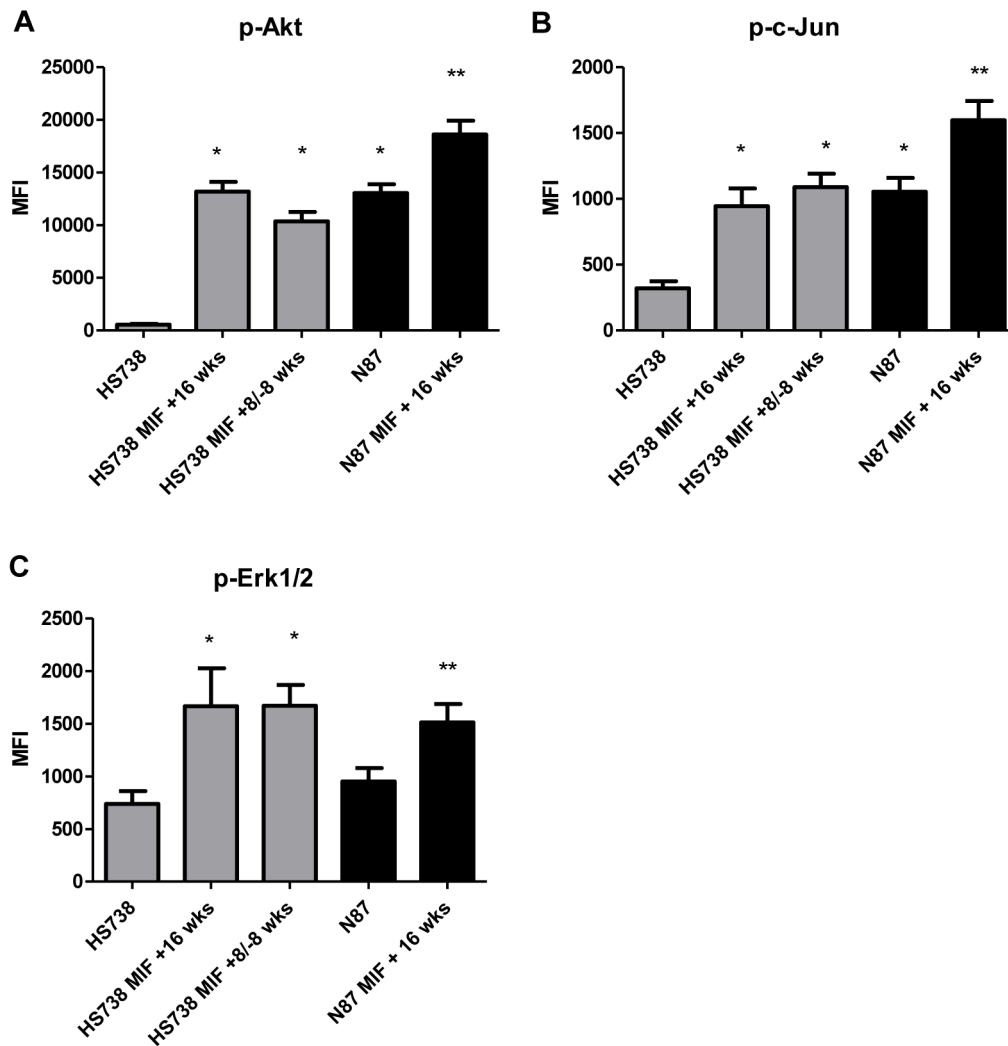 A
p-Akt
MFI
25000
20000
15000
10000
5000
0
*
*
*
**
HS738
HS738 MIF +16 wks
HS738 MIF +8/-8 wks
N87
N87 MIF + 16 wks
B
p-c-Jun
MFI
2000
1500
1000
500
0
*
*
*
**
HS738
HS738 MIF +16 wks
HS738 MIF +8/-8 wks
N87
N87 MIF + 16 wks
C
p-Erk1/2
MFI
2500
2000
1500
1000
500
0
*
*
**
HS738
HS738 MIF +16 wks
HS738 MIF +8/-8 wks
N87
N87 MIF + 16 wks